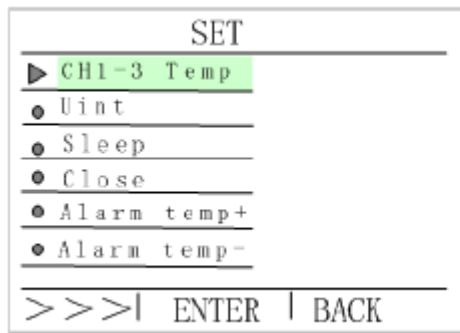 SET
CH1-3 Temp
Uint
Sleep
Close
Alarm temp+
Alarm temp-
>>>| ENTER | BACK